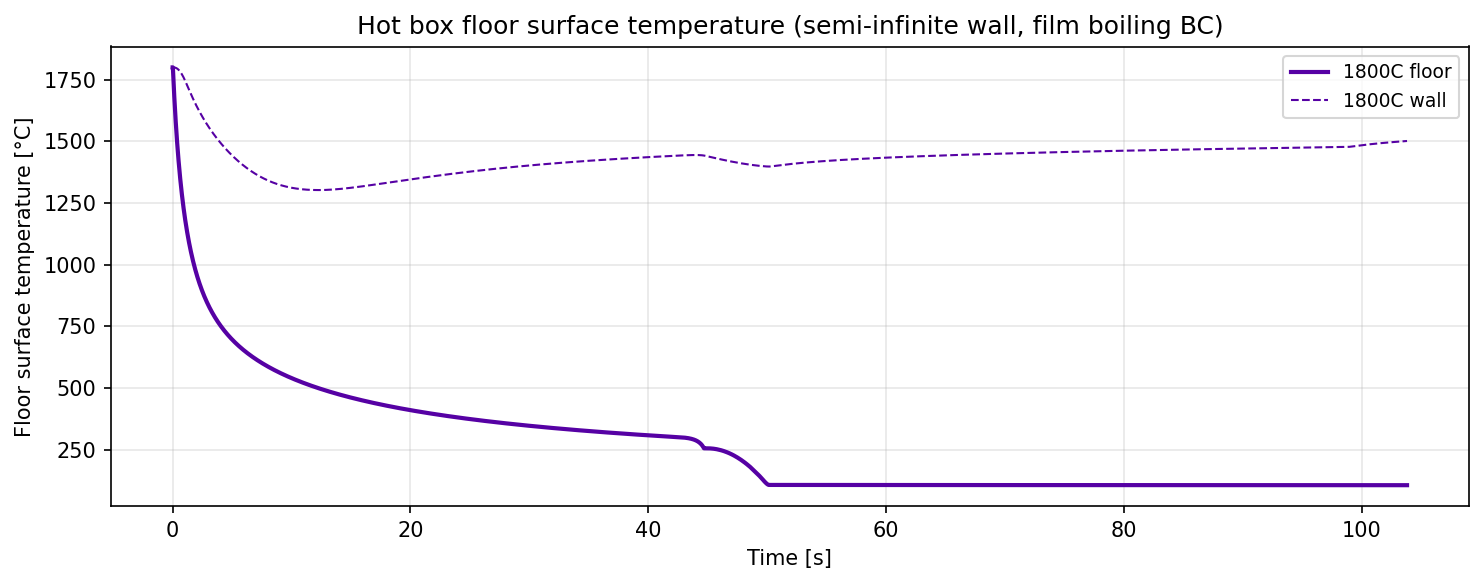 Hot box floor surface temperature (semi-infinite wall, film boiling BC)
1800C floor
1800C wall
Floor surface temperature [°C]
1750
1500
1250
1000
750
500
250
0 20 40 60 80 100
Time [s]